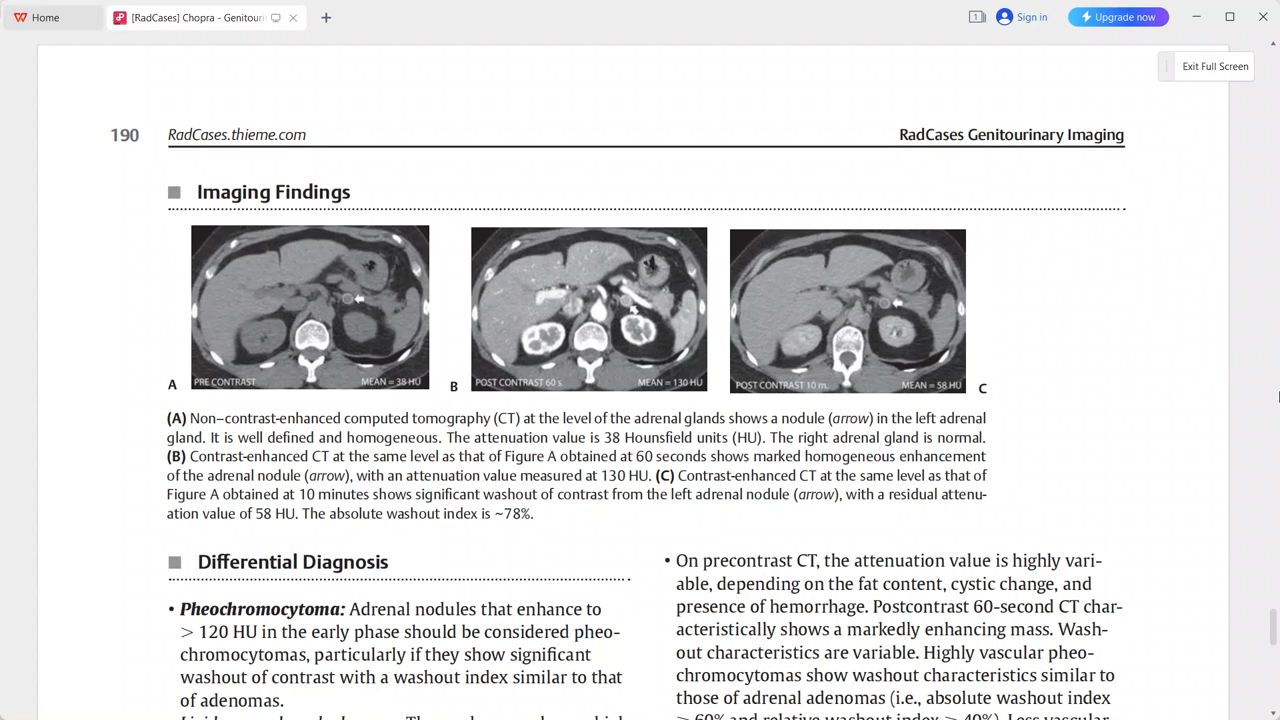 Home
[RadCases] Chopra - Genitouri
Sign in
Upgrade now
Exit Full Screen
190
RadCases.thieme.com
RadCases Genitourinary Imaging
Imaging Findings
PRE CONTRAST
MEAN = 38 HU
POST CONTRAST 60 s.
MEAN = 130 HU
POST CONTRAST 10 m.
MEAN = 58 HU
A
B
C
(A) Non–contrast-enhanced computed tomography (CT) at the level of the adrenal glands shows a nodule (arrow) in the left adrenal
gland. It is well defined and homogeneous. The attenuation value is 38 Hounsfield units (HU). The right adrenal gland is normal.
(B) Contrast-enhanced CT at the same level as that of Figure A obtained at 60 seconds shows marked homogeneous enhancement
of the adrenal nodule (arrow), with an attenuation value measured at 130 HU. (C) Contrast-enhanced CT at the same level as that of
Figure A obtained at 10 minutes shows significant washout of contrast from the left adrenal nodule (arrow), with a residual attenu-
ation value of 58 HU. The absolute washout index is ~78%.
Differential Diagnosis
• Pheochromocytoma: Adrenal nodules that enhance to
> 120 HU in the early phase should be considered pheo-
chromocytomas, particularly if they show significant
washout of contrast with a washout index similar to that
of adenomas.
• On precontrast CT, the attenuation value is highly vari-
able, depending on the fat content, cystic change, and
presence of hemorrhage. Postcontrast 60-second CT char-
acteristically shows a markedly enhancing mass. Wash-
out characteristics are variable. Highly vascular pheo-
chromocytomas show washout characteristics similar to
those of adrenal adenomas (i.e., absolute washout index
> 60% and relative washout index > 40%). Less vascular